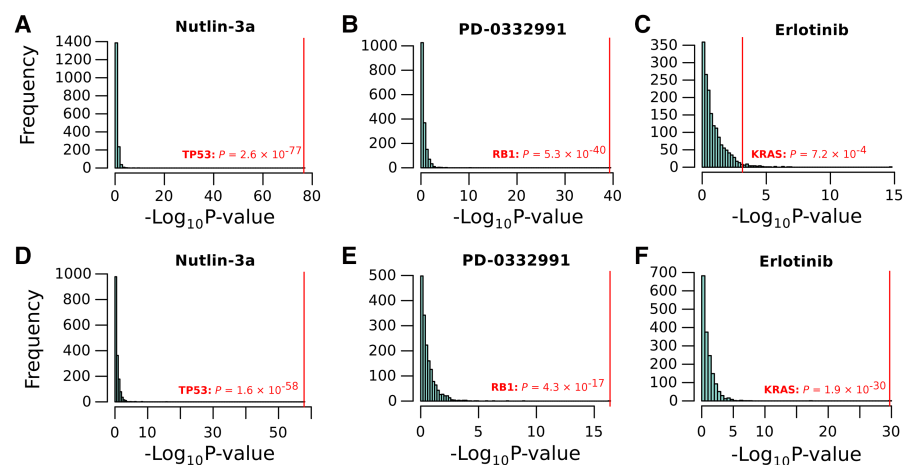 A
Nutlin-3a
Frequency
1400
1200
1000
800
600
400
200
0
TP53: P = 2.6 × 10⁻⁷⁷
0 20 40 60 80
-Log₁₀P-value
B
PD-0332991
1000
800
600
400
200
0
RB1: P = 5.3 × 10⁻⁴⁰
0 10 20 30 40
-Log₁₀P-value
C
Erlotinib
350
300
250
200
150
100
50
0
KRAS: P = 7.2 × 10⁻⁴
0 5 10 15
-Log₁₀P-value
D
Nutlin-3a
Frequency
1000
800
600
400
200
0
TP53: P = 1.6 × 10⁻⁵⁸
0 10 30 50
-Log₁₀P-value
E
PD-0332991
500
400
300
200
100
0
RB1: P = 4.3 × 10⁻¹⁷
0 5 10 15
-Log₁₀P-value
F
Erlotinib
700
600
500
400
300
200
100
0
KRAS: P = 1.9 × 10⁻³⁰
0 5 10 20 30
-Log₁₀P-value